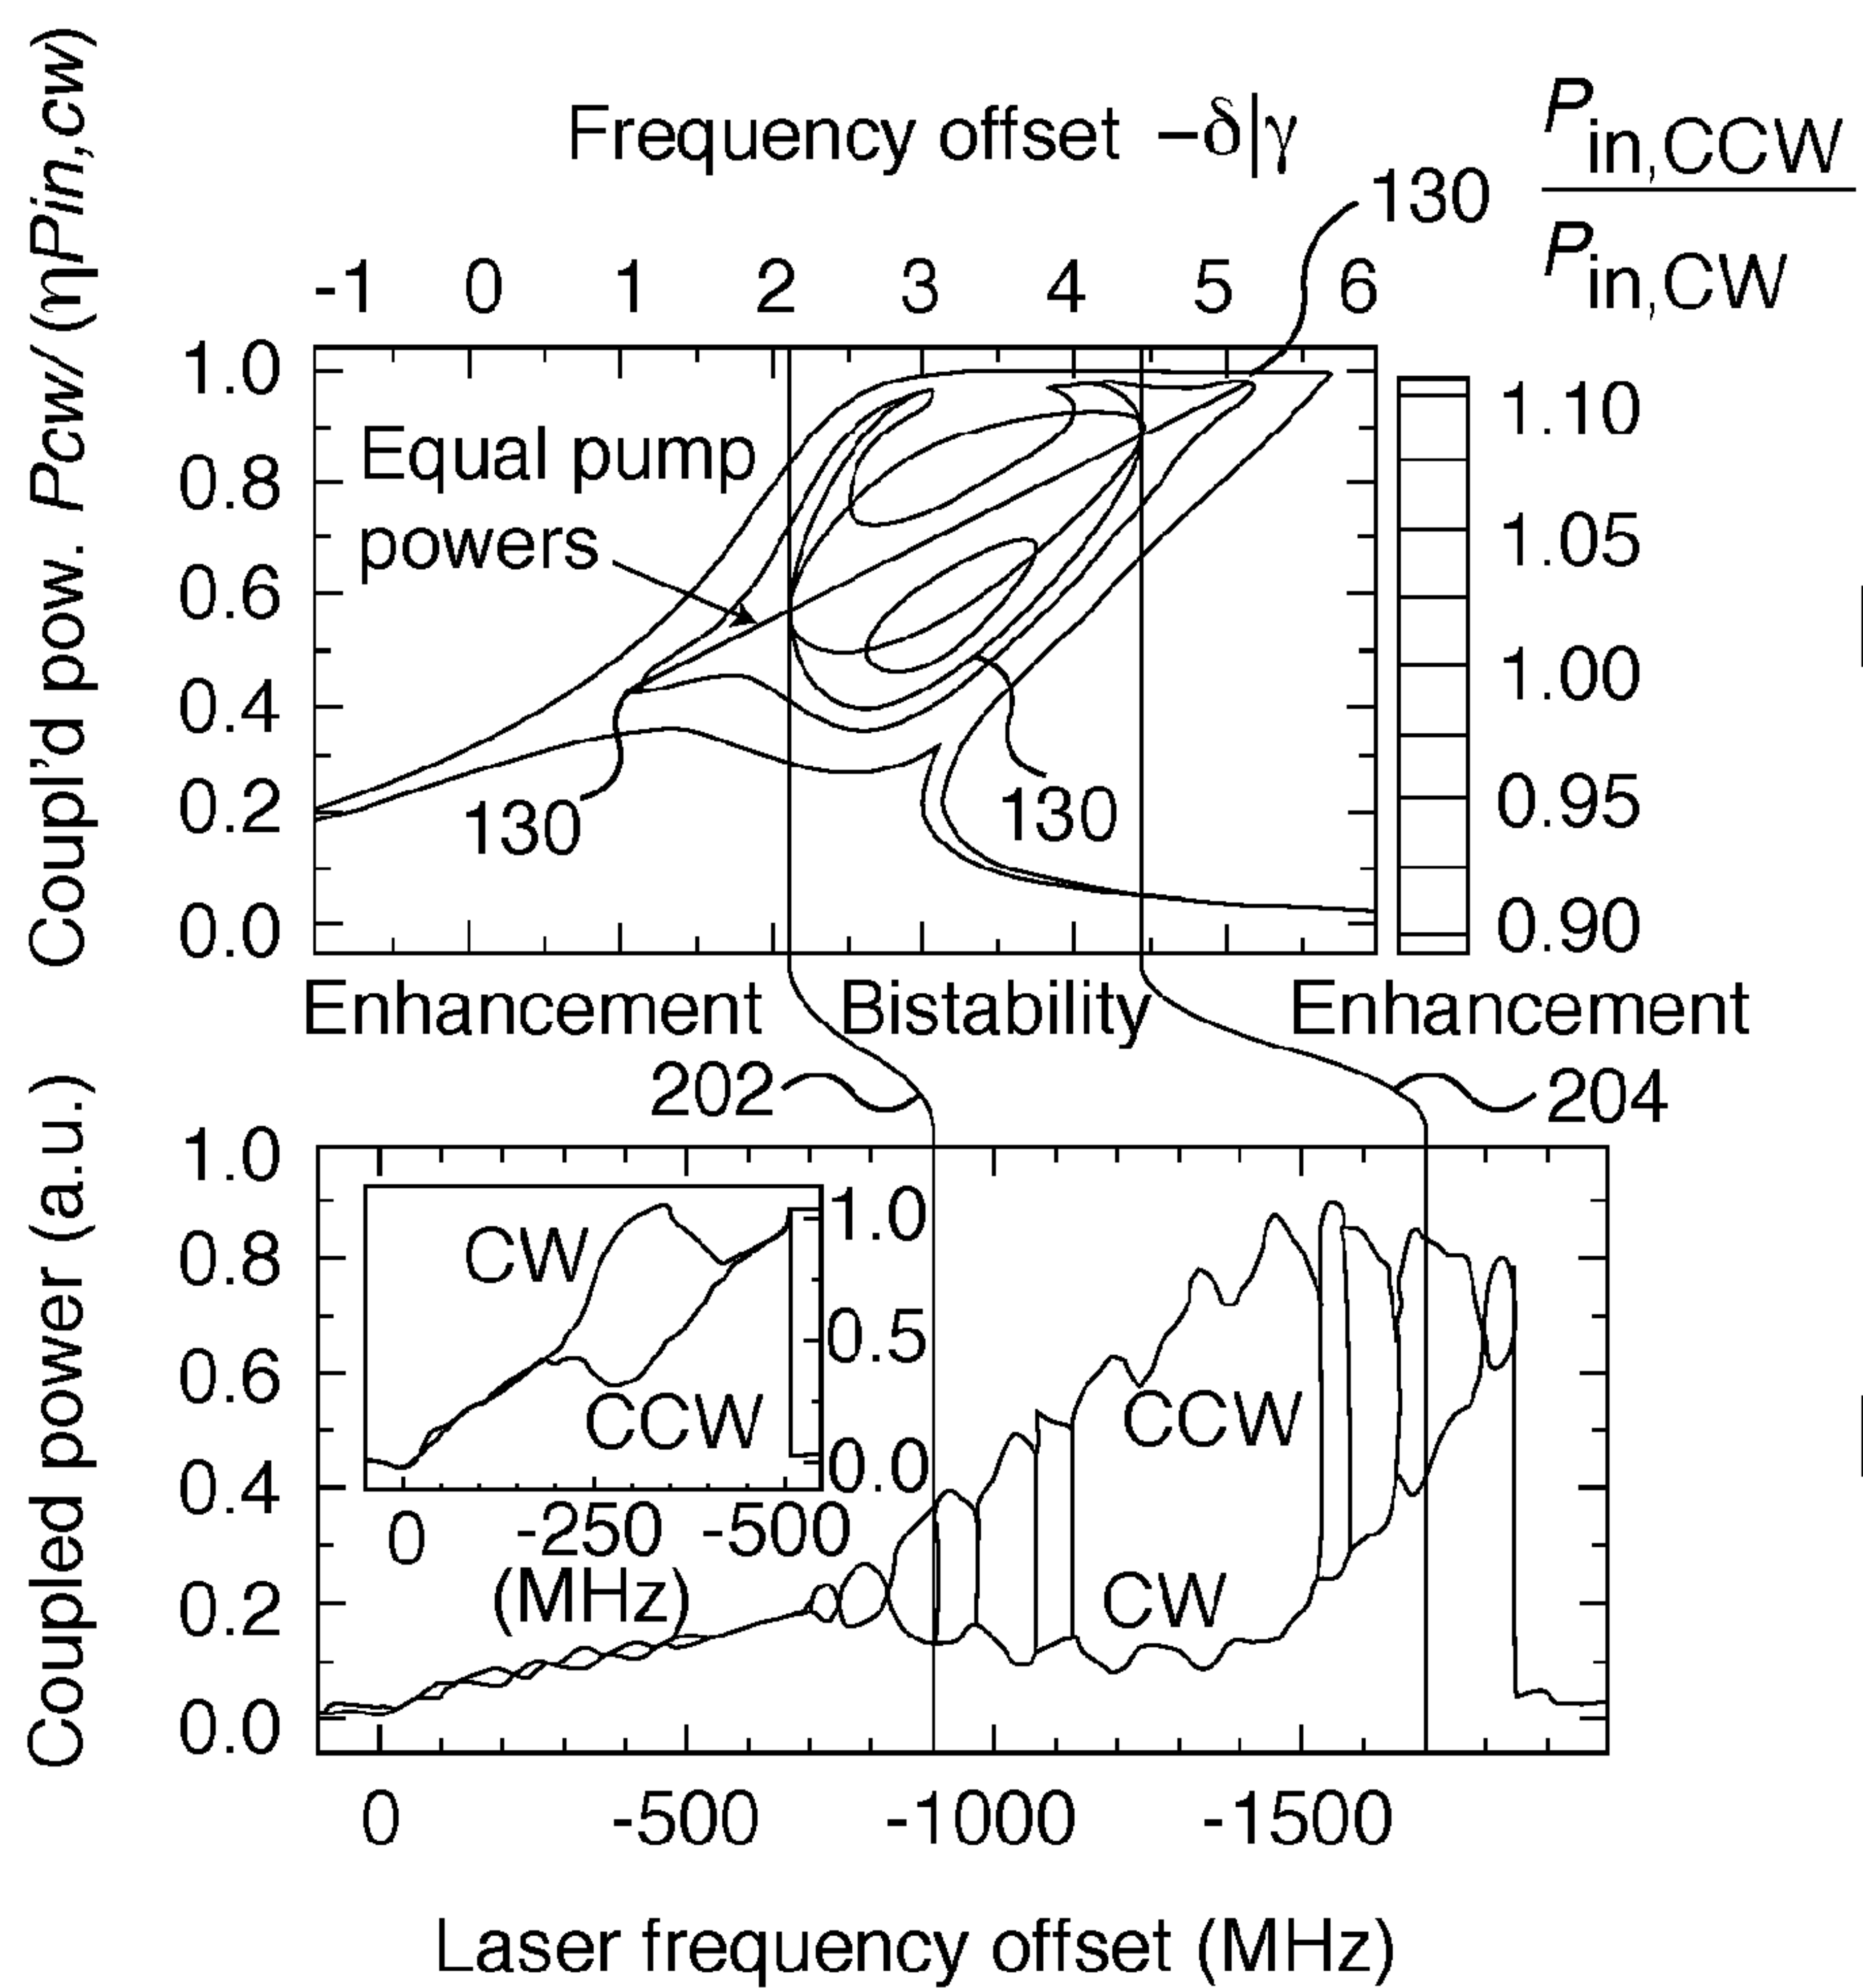 Frequency offset −δ|γ
130
Pin,CCW
Pin,CW
-1 0 1 2 3 4 5 6
Coupl'd pow. Pcw/(ηPin,cw)
1.0
0.8
0.6
0.4
0.2
0.0
Equal pump
powers
130
130
1.10
1.05
1.00
0.95
0.90
Enhancement Bistability Enhancement
202
204
Coupled power (a.u.)
1.0
0.8
0.6
0.4
0.2
0.0
CW
CCW
1.0
0.5
0.0
0 -250 -500
(MHz)
CCW
CW
0 -500 -1000 -1500
Laser frequency offset (MHz)